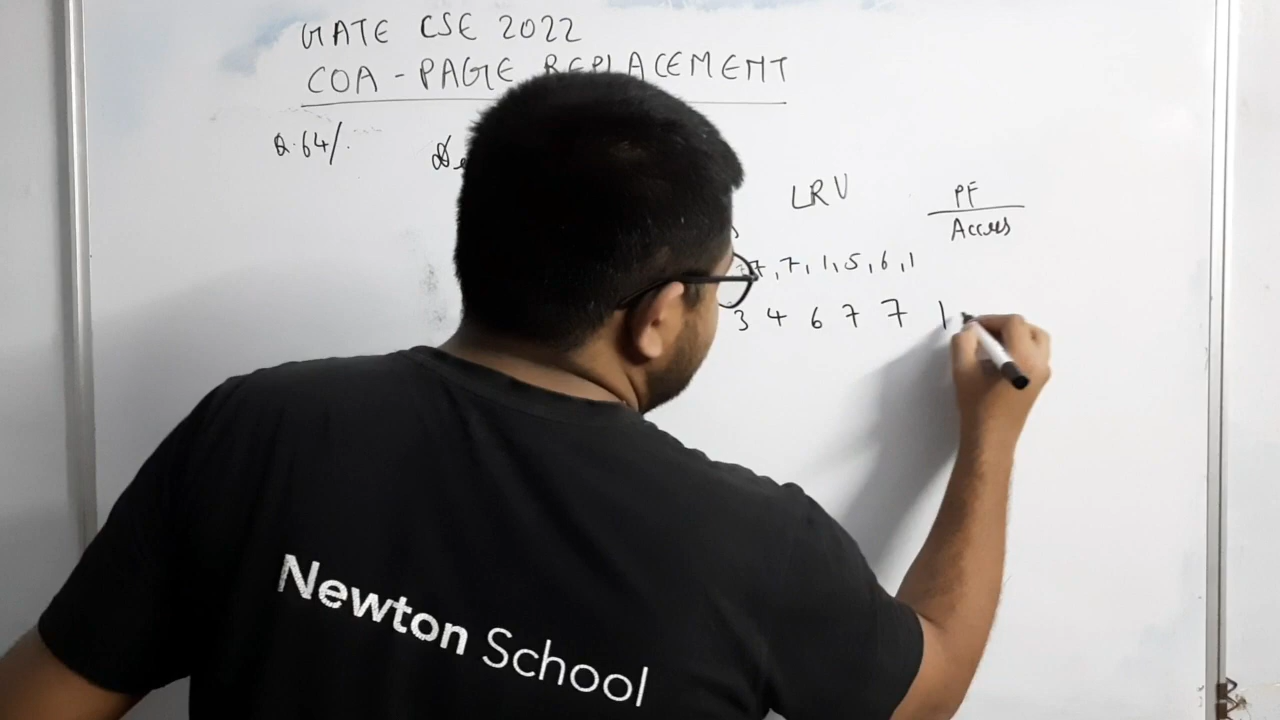 GATE CSE 2022
COA - PAGE REPLACEMENT
Q.64/.
LRU
PF
Access
7, 7, 1, 5, 6, 1
3 4 6 7 7 1
Newton School